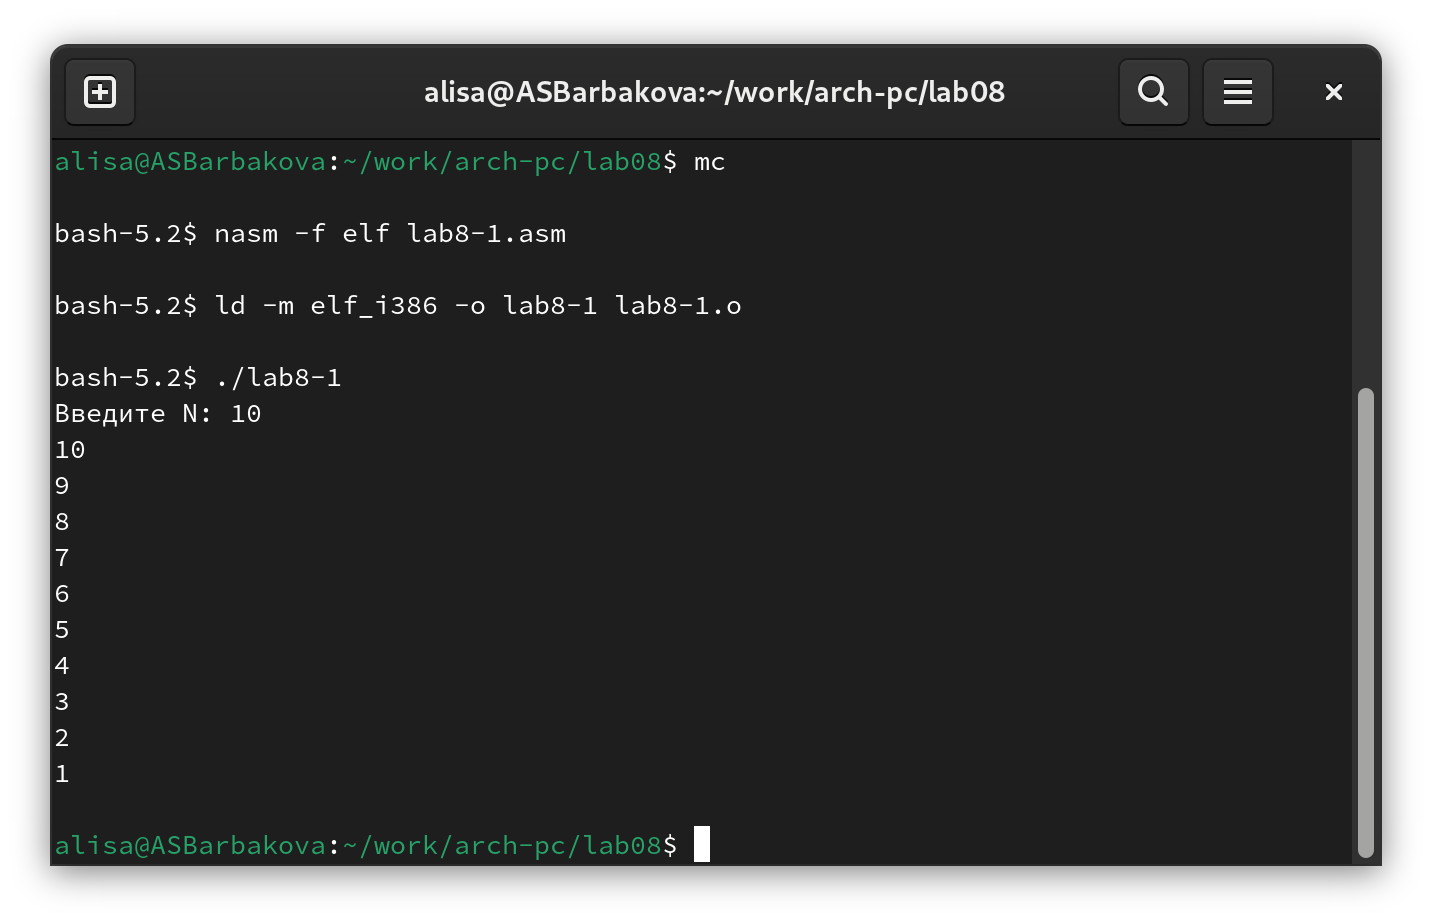 alisa@ASBarbakova:~/work/arch-pc/lab08
alisa@ASBarbakova:~/work/arch-pc/lab08$ mc
bash-5.2$ nasm -f elf lab8-1.asm
bash-5.2$ ld -m elf_i386 -o lab8-1 lab8-1.o
bash-5.2$ ./lab8-1
Введите N: 10
10
9
8
7
6
5
4
3
2
1
alisa@ASBarbakova:~/work/arch-pc/lab08$